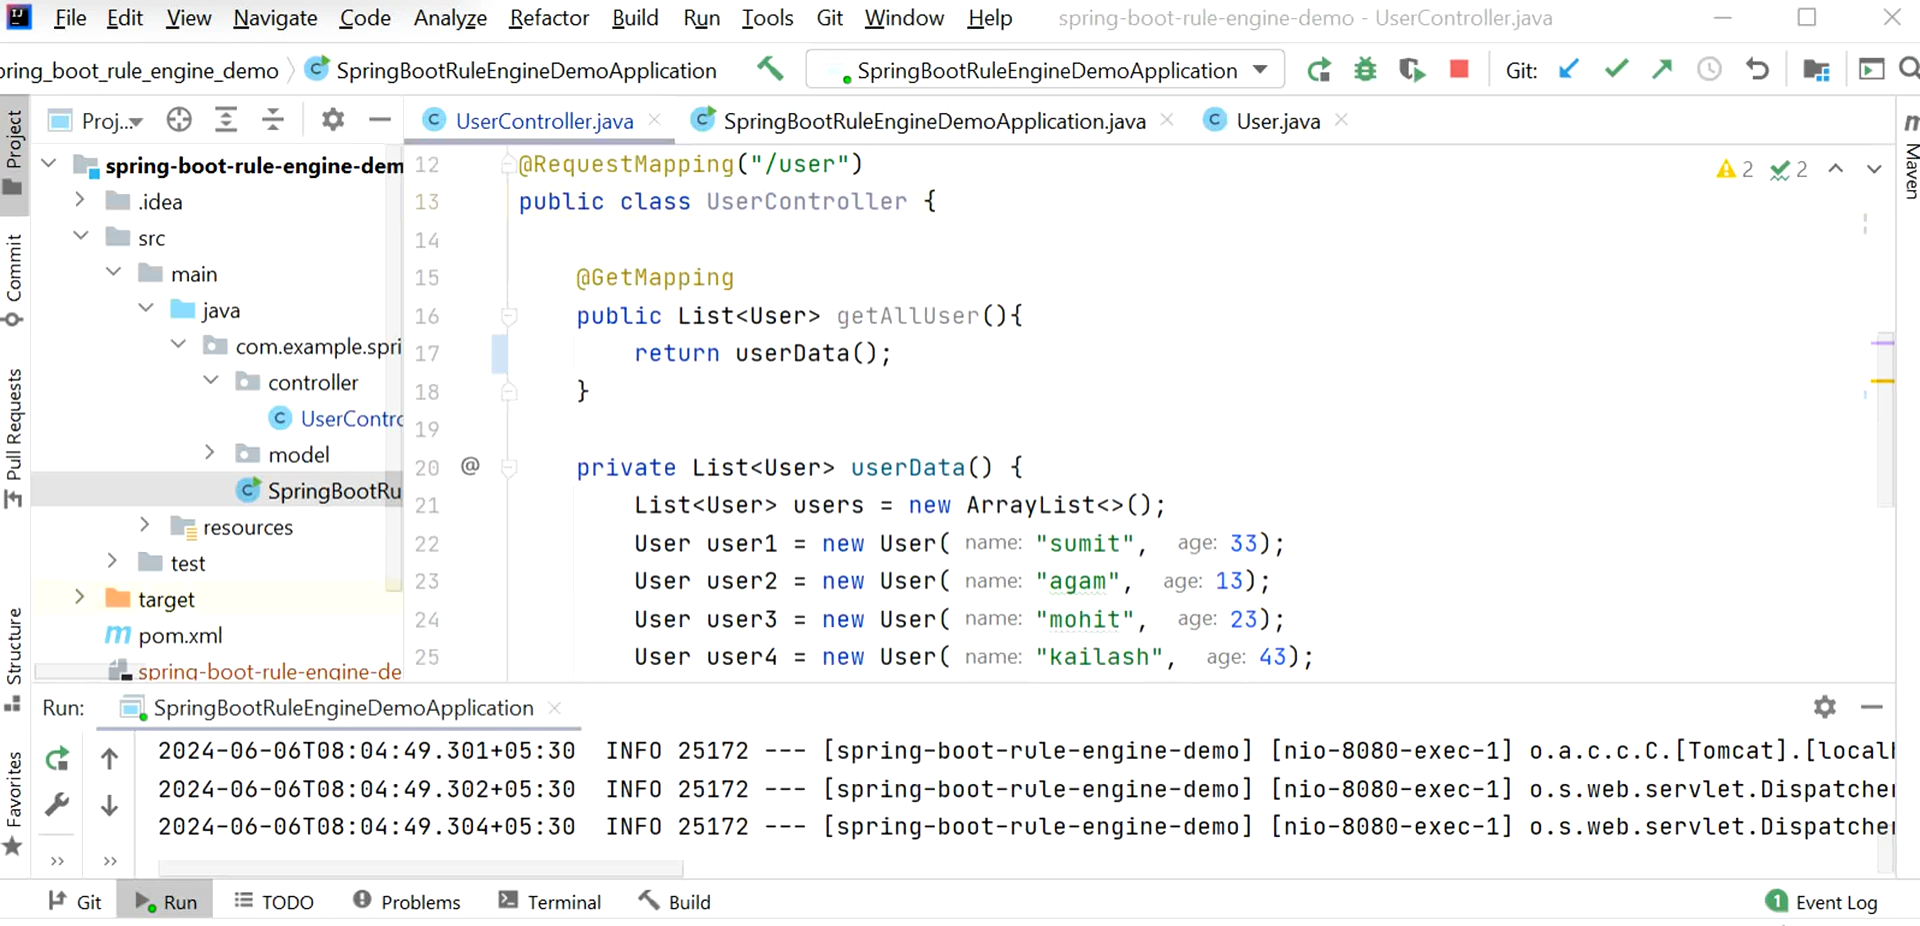 File Edit View Navigate Code Analyze Refactor Build Run Tools Git Window Help spring-boot-rule-engine-demo - UserController.java
pring_boot_rule_engine_demo SpringBootRuleEngineDemoApplication SpringBootRuleEngineDemoApplication Git:
Proj... UserController.java SpringBootRuleEngineDemoApplication.java User.java
Project
Commit
Pull Requests
Structure
Favorites
Maven
spring-boot-rule-engine-dem
.idea
src
main
java
com.example.spri
controller
UserContro
model
SpringBootRu
resources
test
target
pom.xml
spring-boot-rule-engine-de
2 2
12 @RequestMapping("/user")
13 public class UserController {
14
15 @GetMapping
16 public List<User> getAllUser(){
17 return userData();
18 }
19
20 @ private List<User> userData() {
21 List<User> users = new ArrayList<>();
22 User user1 = new User( name: "sumit", age: 33);
23 User user2 = new User( name: "agam", age: 13);
24 User user3 = new User( name: "mohit", age: 23);
25 User user4 = new User( name: "kailash", age: 43);
Run: SpringBootRuleEngineDemoApplication
2024-06-06T08:04:49.301+05:30 INFO 25172 --- [spring-boot-rule-engine-demo] [nio-8080-exec-1] o.a.c.c.C.[Tomcat].[localh
2024-06-06T08:04:49.302+05:30 INFO 25172 --- [spring-boot-rule-engine-demo] [nio-8080-exec-1] o.s.web.servlet.Dispatcher
2024-06-06T08:04:49.304+05:30 INFO 25172 --- [spring-boot-rule-engine-demo] [nio-8080-exec-1] o.s.web.servlet.Dispatcher
Git Run TODO Problems Terminal Build 1 Event Log